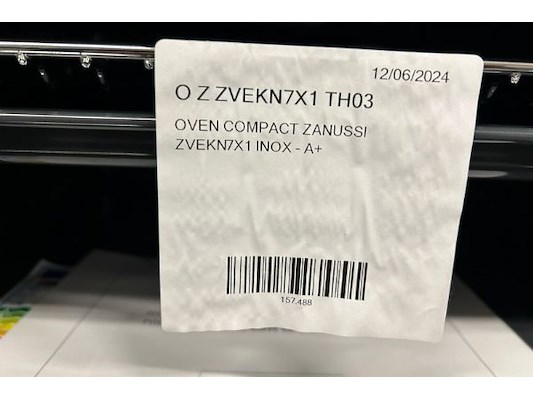 12/06/2024
O Z ZVEKN7X1 TH03
OVEN COMPACT ZANUSSI
ZVEKN7X1 INOX - A+
157.488